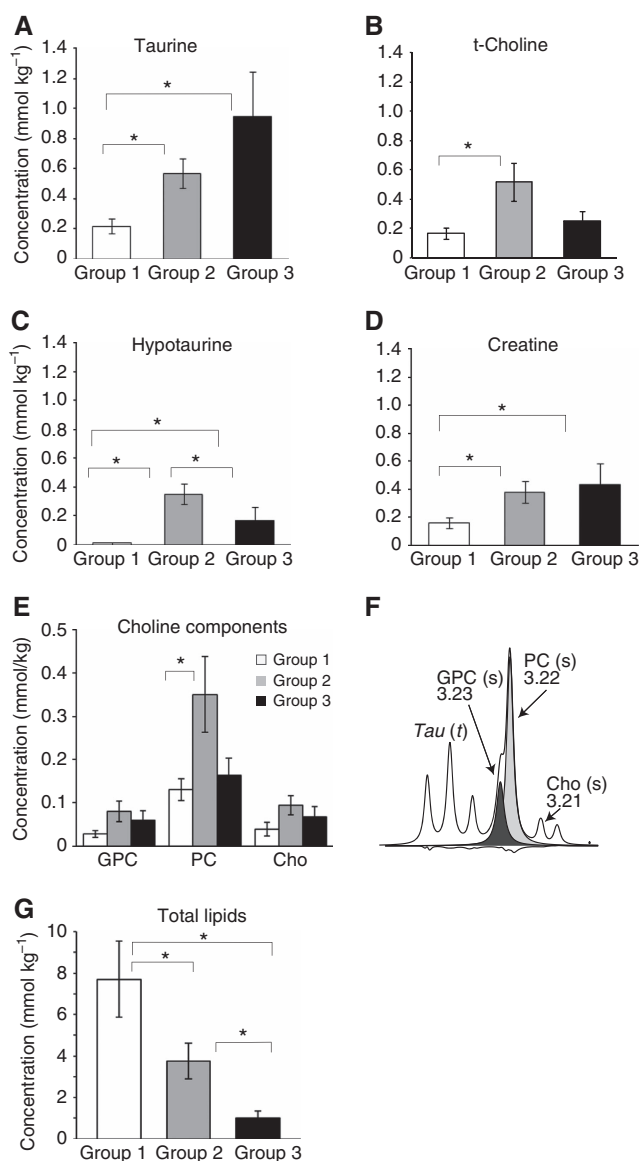 A
Taurine
Concentration (mmol kg⁻¹)
1.4
1.2
1.0
0.8
0.6
0.4
0.2
0
*
*
Group 1 Group 2 Group 3
B
t-Choline
1.4
1.2
1.0
0.8
0.6
0.4
0.2
0
*
Group 1 Group 2 Group 3
C
Hypotaurine
Concentration (mmol kg⁻¹)
1.4
1.2
1.0
0.8
0.6
0.4
0.2
0
*
*
*
Group 1 Group 2 Group 3
D
Creatine
1.4
1.2
1.0
0.8
0.6
0.4
0.2
0
*
*
Group 1 Group 2 Group 3
E
Choline components
Concentration (mmol/kg)
0.5
0.4
0.3
0.2
0.1
0
*
Group 1
Group 2
Group 3
GPC PC Cho
F
GPC (s)
3.23
PC (s)
3.22
Tau (t)
Cho (s)
3.21
G
Total lipids
Concentration (mmol kg⁻¹)
10
8
6
4
2
0
*
*
*
Group 1 Group 2 Group 3